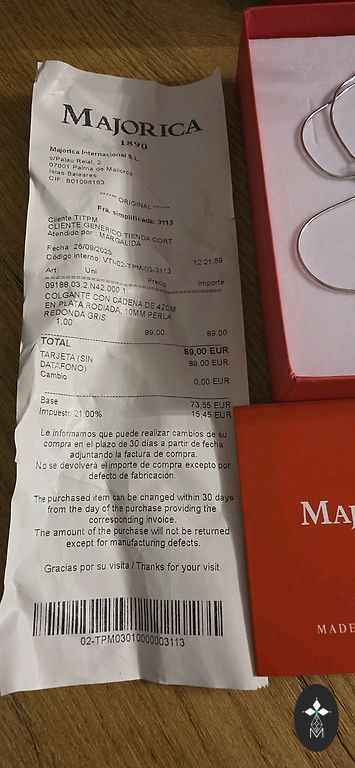 MAJORICA
1890
Majorica Internacional S.L.
c/Palau Reial, 2
07001 Palma de Mallorca
Islas Baleares
CIF: B01098183
****** ORIGINAL ******
Fra. simplificada: 3113
Cliente TITPM
CLIENTE GENERICO TIENDA CORT
Atendido por: MARGALIDA
Fecha: 26/09/2025 12:21:59
Código interno: VTI-02-TPM-03-3113
Art. Uni Precio Importe
09188.03.2.N42.000.1
COLGANTE CON CADENA DE 42CM
EN PLATA RODIADA, 10MM PERLA
REDONDA GRIS
1,00 89,00 89,00
TOTAL 89,00 EUR
TARJETA (SIN 89,00 EUR
DATAFONO)
Cambio 0,00 EUR
Base 73,55 EUR
Impuesto 21,00% 15,45 EUR
Le informamos que puede realizar cambios de su
compra en el plazo de 30 días a partir de fecha
adjuntando la factura de compra.
No se devolverá el importe de compra excepto por
defecto de fabricación.
The purchased item can be changed within 30 days
from the day of the purchase providing the
corresponding invoice.
The amount of the purchase will not be returned
except for manufacturing defects.
Gracias por su visita / Thanks for your visit
02-TPM03010000003113
MAJ
MADE
M